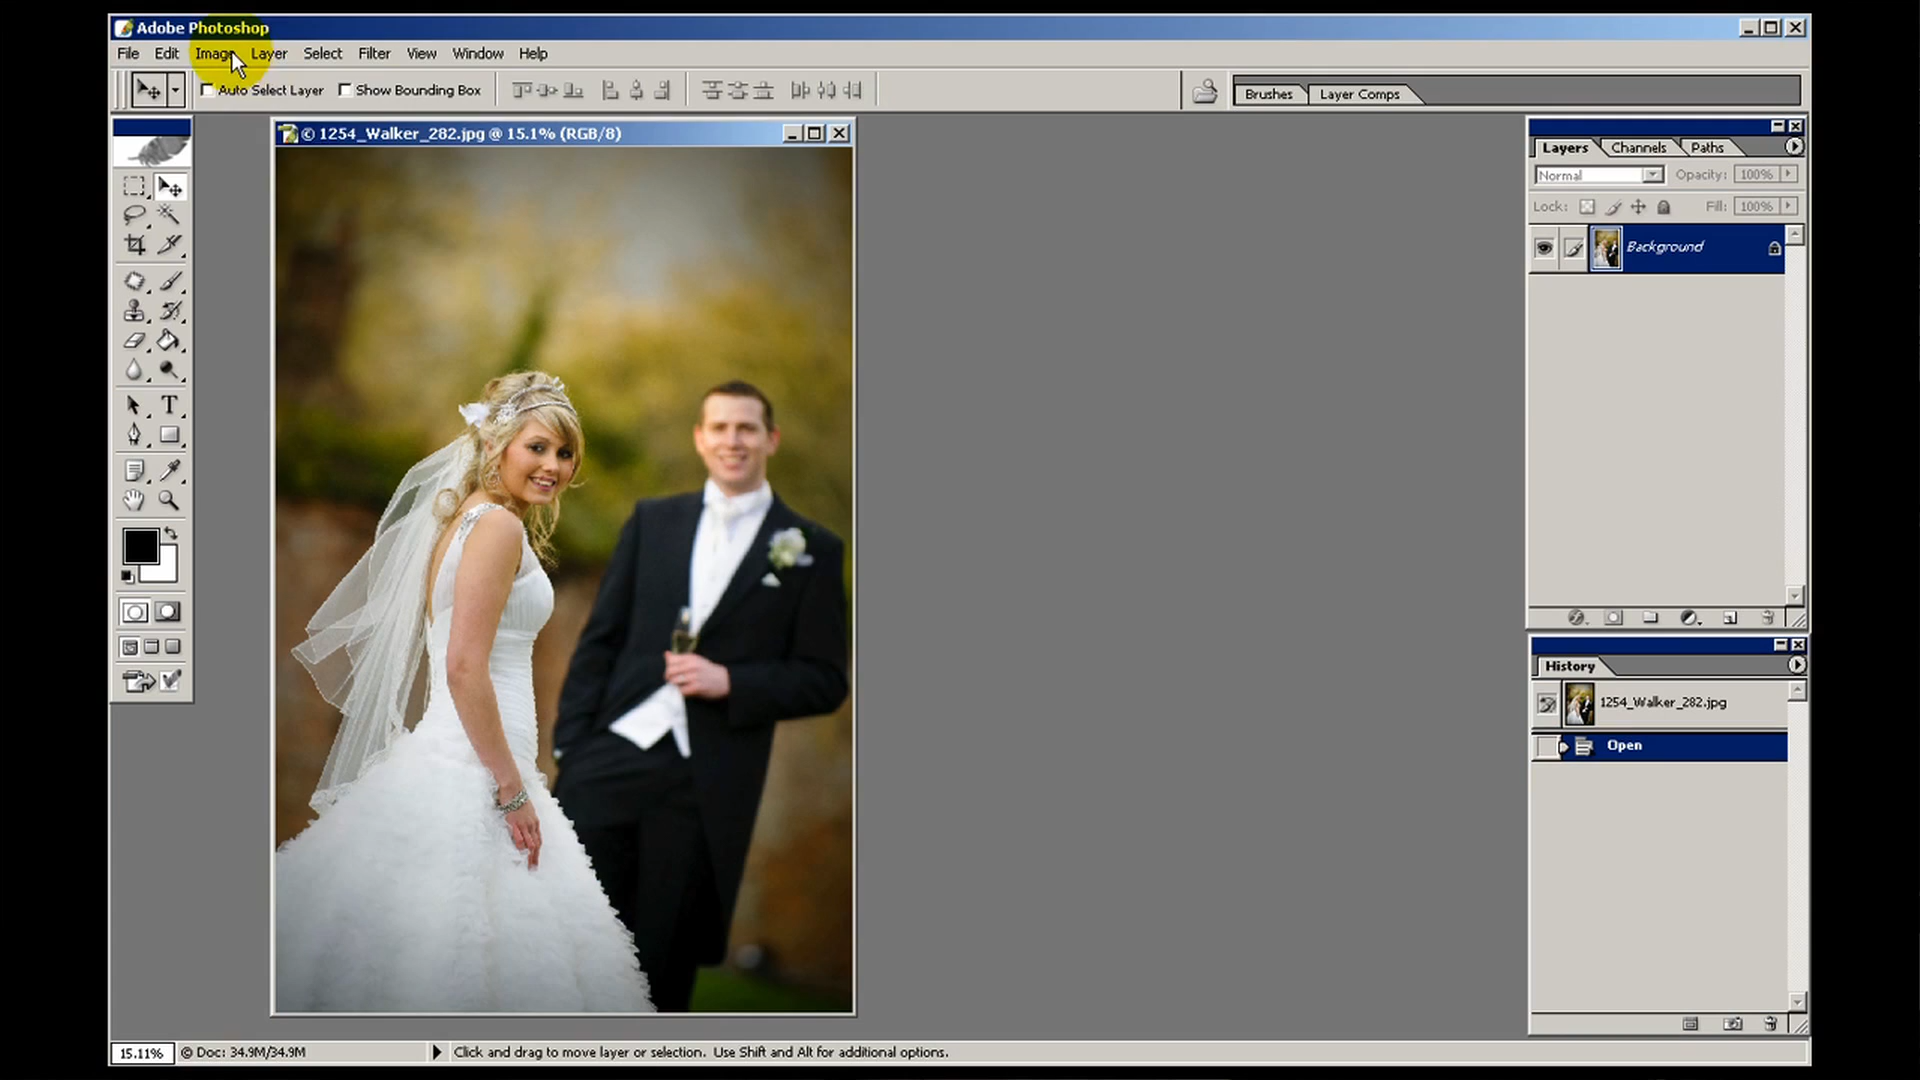 Adobe Photoshop
File Edit Image Layer Select Filter View Window Help
Auto Select Layer Show Bounding Box
Brushes Layer Comps
© 1254_Walker_282.jpg @ 15.1% (RGB/8)
Layers Channels Paths
Normal Opacity: 100%
Lock: Fill: 100%
Background
T
History
1254_Walker_282.jpg
Open
15.11% © Doc: 34.9M/34.9M Click and drag to move layer or selection. Use Shift and Alt for additional options.